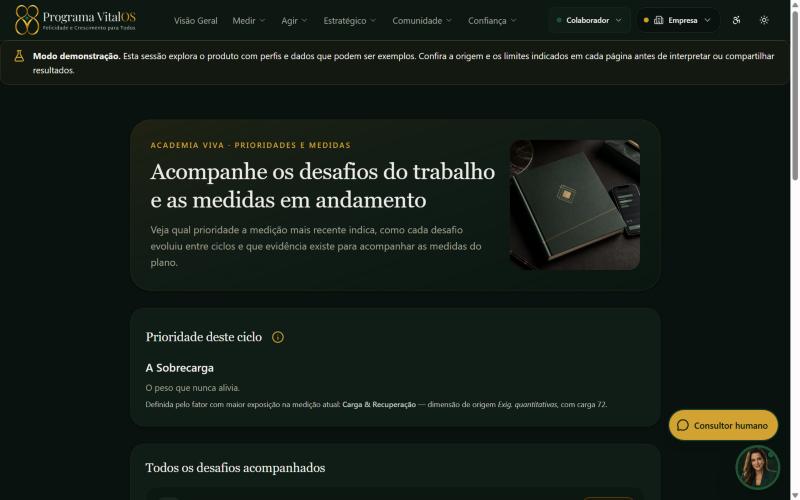 Programa VitalOS
Felicidade e Crescimento para Todos
Visão Geral
Medir
Agir
Estratégico
Comunidade
Confiança
Colaborador
Empresa
Modo demonstração. Esta sessão explora o produto com perfis e dados que podem ser exemplos. Confira a origem e os limites indicados em cada página antes de interpretar ou compartilhar
resultados.
ACADEMIA VIVA · PRIORIDADES E MEDIDAS
Acompanhe os desafios do trabalho
e as medidas em andamento
Veja qual prioridade a medição mais recente indica, como cada desafio
evoluiu entre ciclos e que evidência existe para acompanhar as medidas do
plano.
Prioridade deste ciclo
A Sobrecarga
O peso que nunca alivia.
Definida pelo fator com maior exposição na medição atual: Carga & Recuperação — dimensão de origem Exig. quantitativas, com carga 72.
Consultor humano
Todos os desafios acompanhados